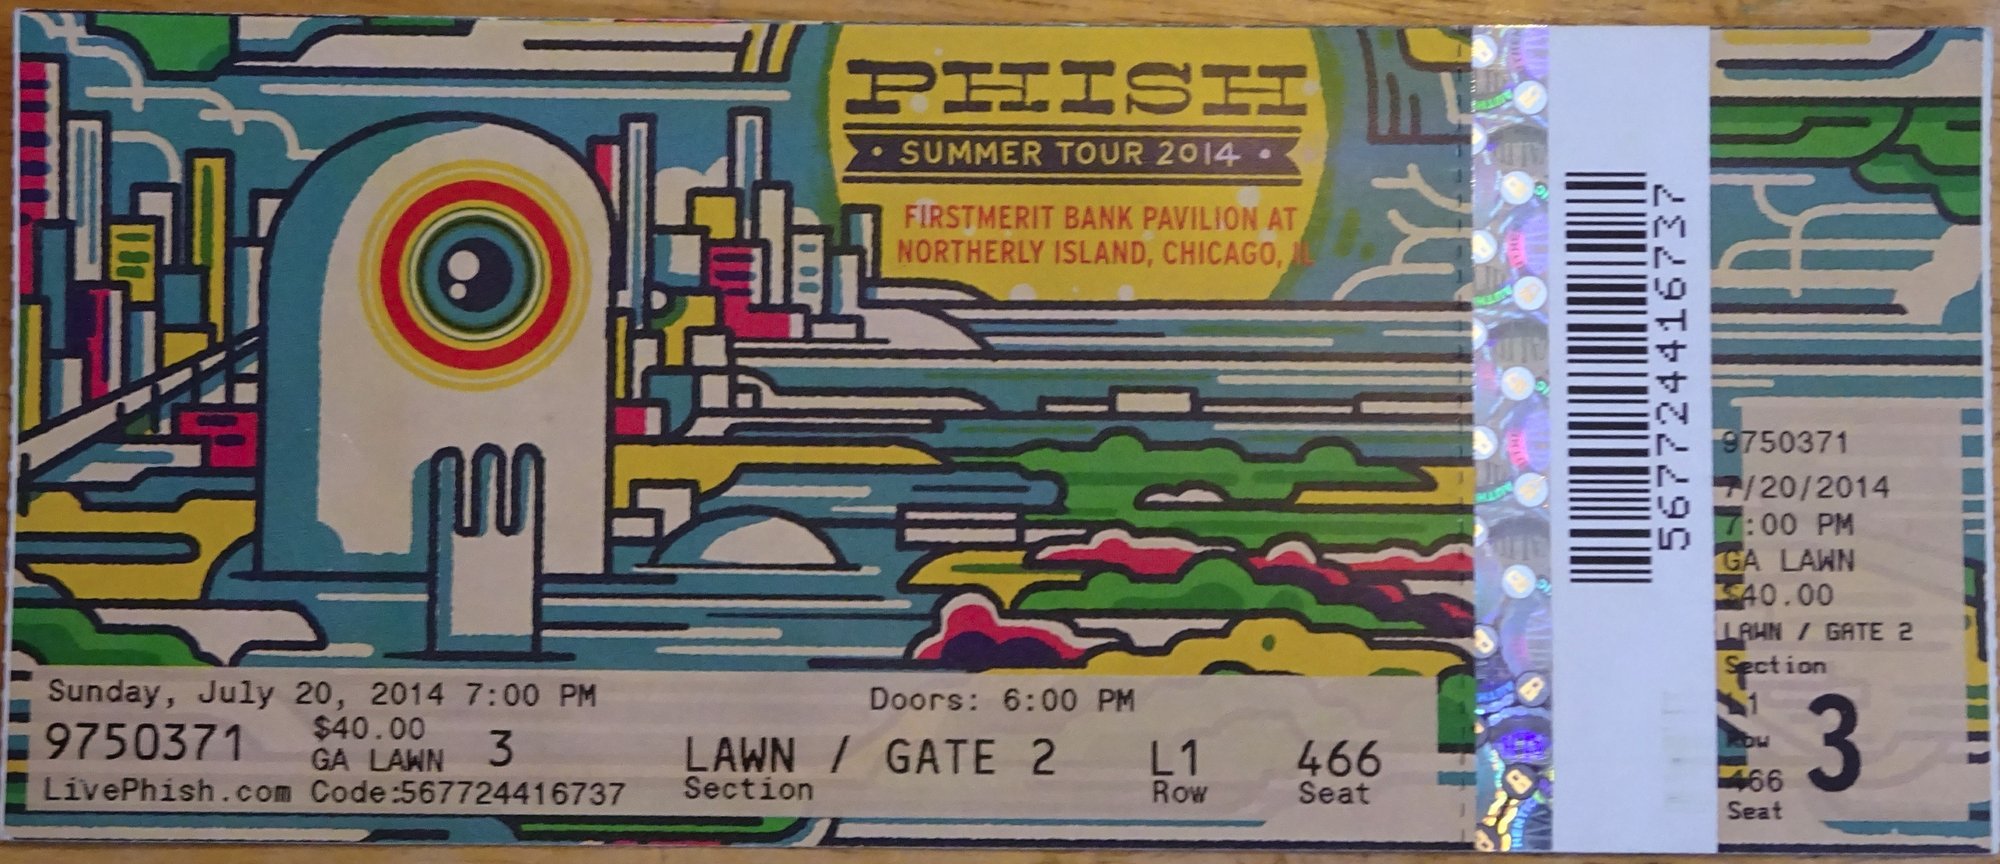 PHISH
• SUMMER TOUR 2014 •
FIRSTMERIT BANK PAVILION AT
NORTHERLY ISLAND, CHICAGO, IL
Sunday, July 20, 2014 7:00 PM
Doors: 6:00 PM
9750371
$40.00
GA LAWN
3
LAWN / GATE 2
Section
L1
Row
466
Seat
LivePhish.com Code:567724416737
567724416737
9750371
7/20/2014
7:00 PM
GA LAWN
$40.00
LAWN / GATE 2
Section
L1
Row
466
Seat
3